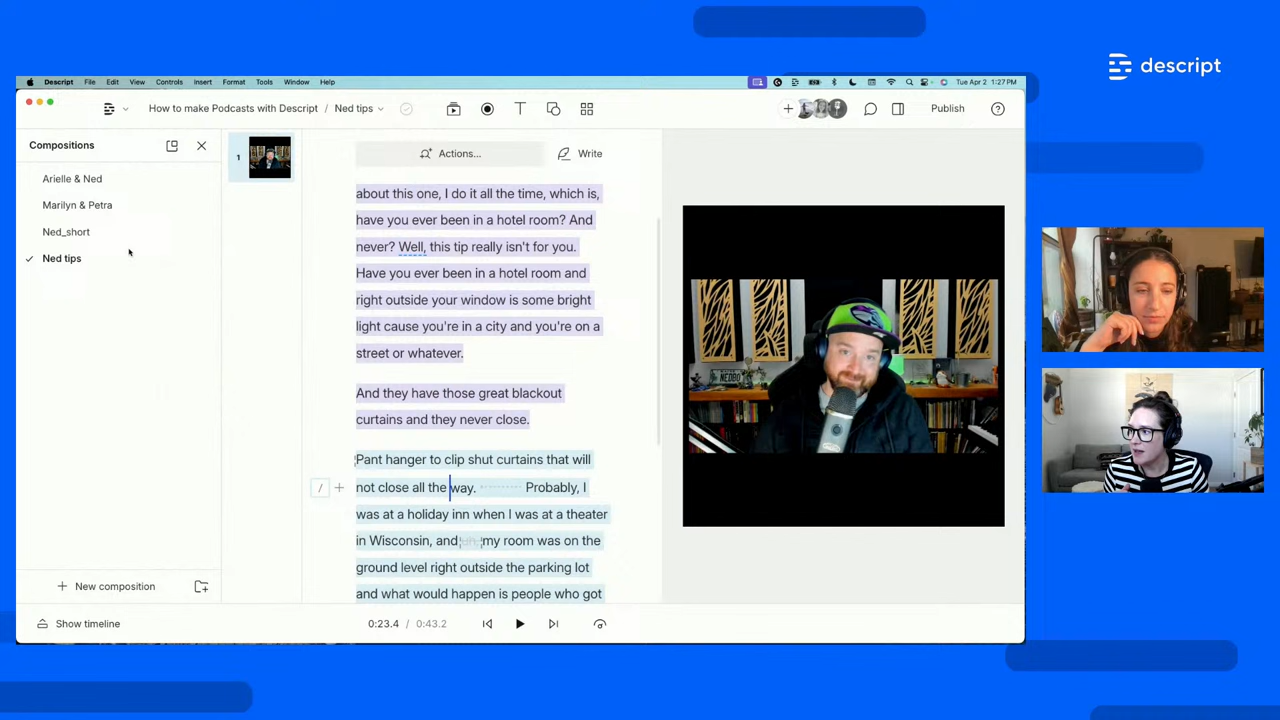 descript
Descript File Edit View Controls Insert Format Tools Window Help
Tue Apr 2 1:27 PM
How to make Podcasts with Descript / Ned tips
Publish
Compositions
Arielle & Ned
Marilyn & Petra
Ned_short
Ned tips
New composition
1
Actions...
Write
about this one, I do it all the time, which is,
have you ever been in a hotel room? And
never? Well, this tip really isn't for you.
Have you ever been in a hotel room and
right outside your window is some bright
light cause you're in a city and you're on a
street or whatever.
And they have those great blackout
curtains and they never close.
Pant hanger to clip shut curtains that will
/ +
not close all the way. Probably, I
was at a holiday inn when I was at a theater
in Wisconsin, and my room was on the
ground level right outside the parking lot
and what would happen is people who got
Show timeline
0:23.4 / 0:43.2